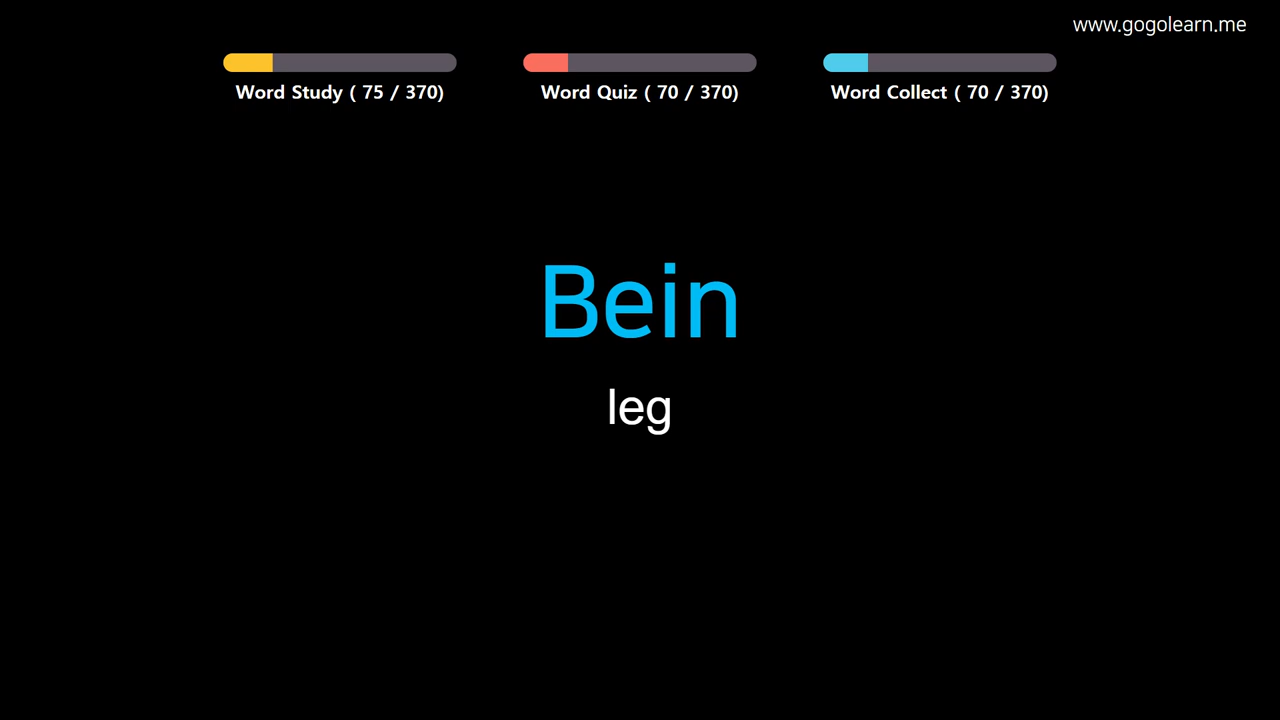 www.gogolearn.me
Word Study ( 75 / 370)
Word Quiz ( 70 / 370)
Word Collect ( 70 / 370)
Bein
leg